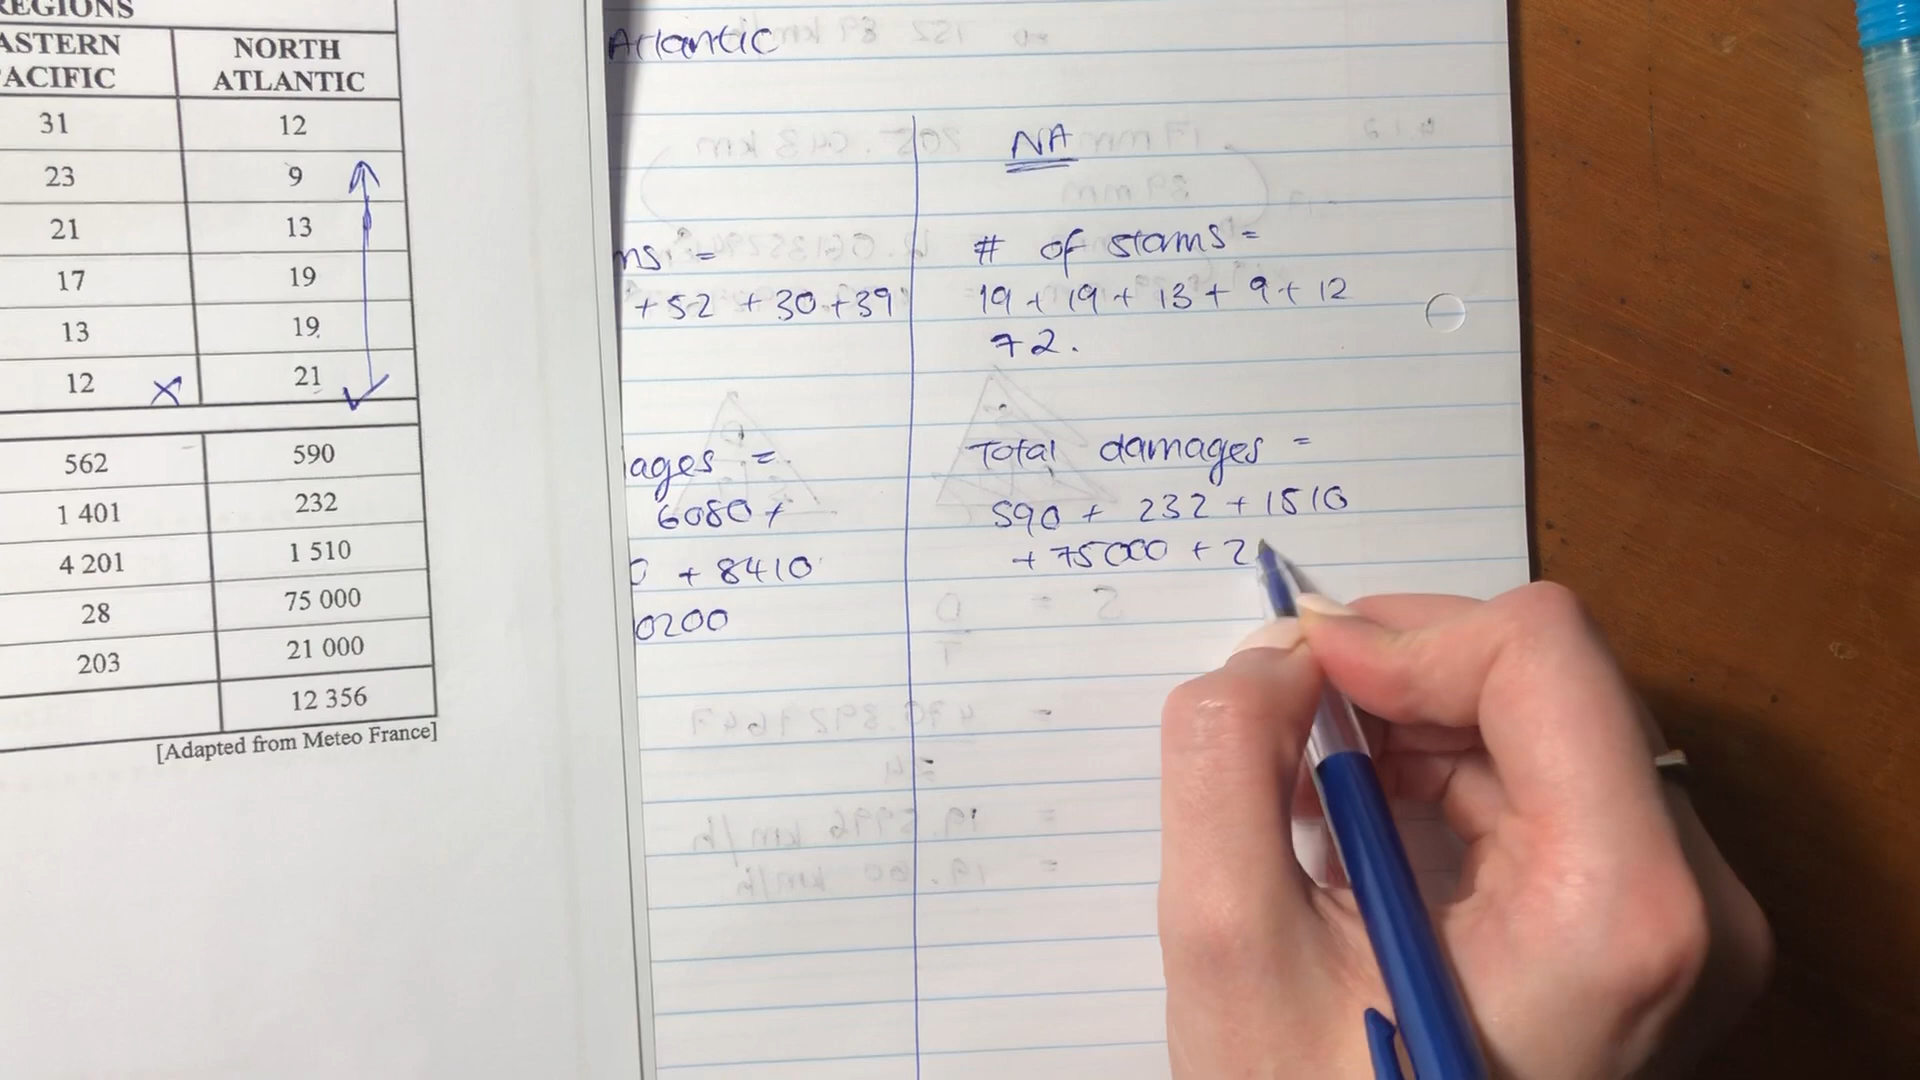 REGIONS
ASTERN PACIFIC
NORTH ATLANTIC
31 12
23 9
21 13
17 19
13 19
12 21
562 590
1 401 232
4 201 1 510
28 75 000
203 21 000
12 356
[Adapted from Meteo France]
Atlantic
ns =
+52 +30 +39
ages =
6080 +
0 + 8410
0200
NA
# of storms =
19 + 19 + 13 + 9 + 12
72.
Total damages =
590 + 232 + 1510
+ 75000 + 2